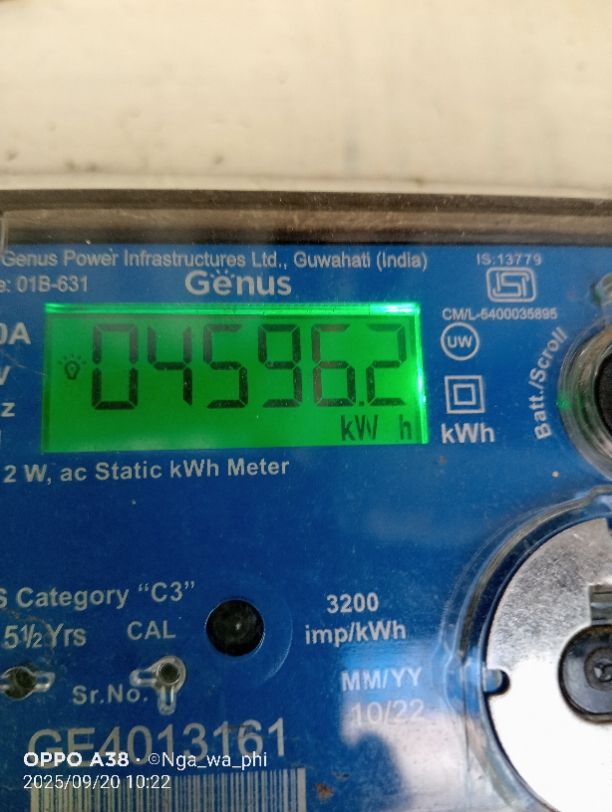 Genus Power Infrastructures Ltd., Guwahati (India)
IS:13779
e: 01B-631
Genus
CM/L-5400035895
0A
UW
04596.2
V
z
kW h
kWh
Batt./Scroll
2 W, ac Static kWh Meter
S Category “C3”
3200
imp/kWh
5½ Yrs
CAL
MM/YY
Sr.No.
10/22
GE4013161
OPPO A38 · ©Nga_wa_phi
2025/09/20 10:22